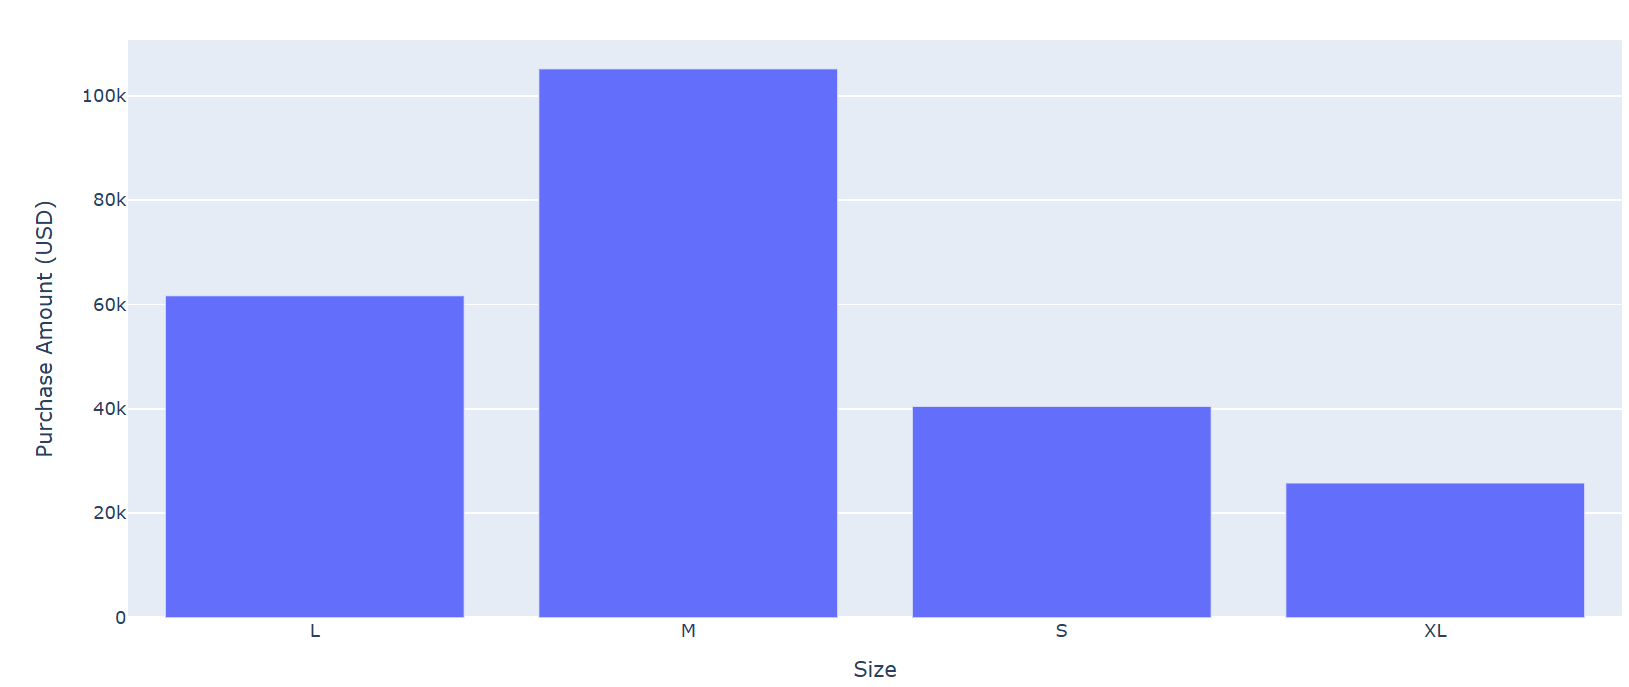 Purchase Amount (USD)
100k
80k
60k
40k
20k
0
L
M
S
XL
Size